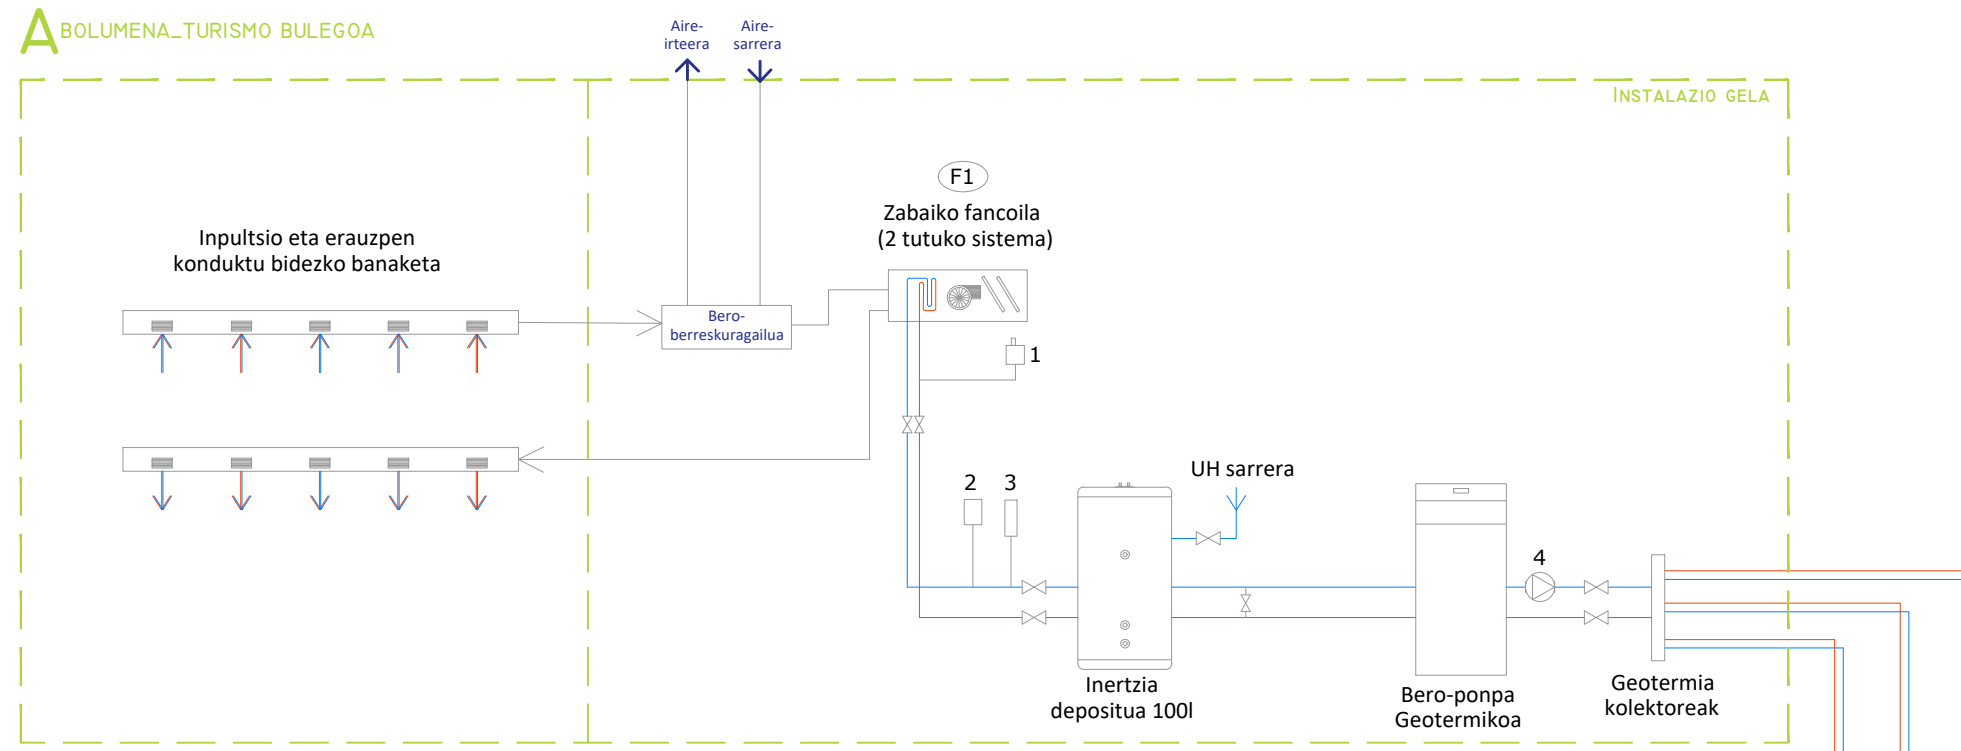 A BOLUMENA_TURISMO BULEGOA
Aire-
irteera
Aire-
sarrera
INSTALAZIO GELA
F1
Zabaiko fancoila
(2 tutuko sistema)
Inpultsio eta erauzpen
konduktu bidezko banaketa
Bero-
berreskuragailua
1
2
3
UH sarrera
4
Inertzia
depositua 100l
Bero-ponpa
Geotermikoa
Geotermia
kolektoreak